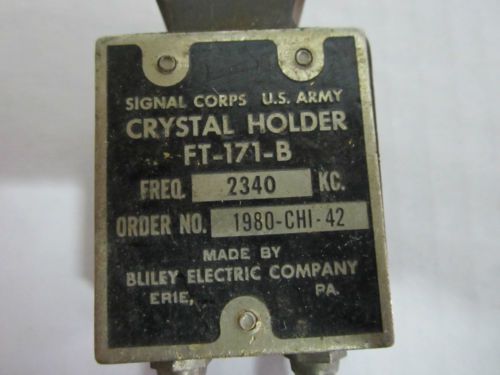 SIGNAL CORPS U.S. ARMY
CRYSTAL HOLDER
FT-171-B
FREQ. 2340 KC.
ORDER NO. 1980-CHI-42
MADE BY
BLILEY ELECTRIC COMPANY
ERIE, PA.